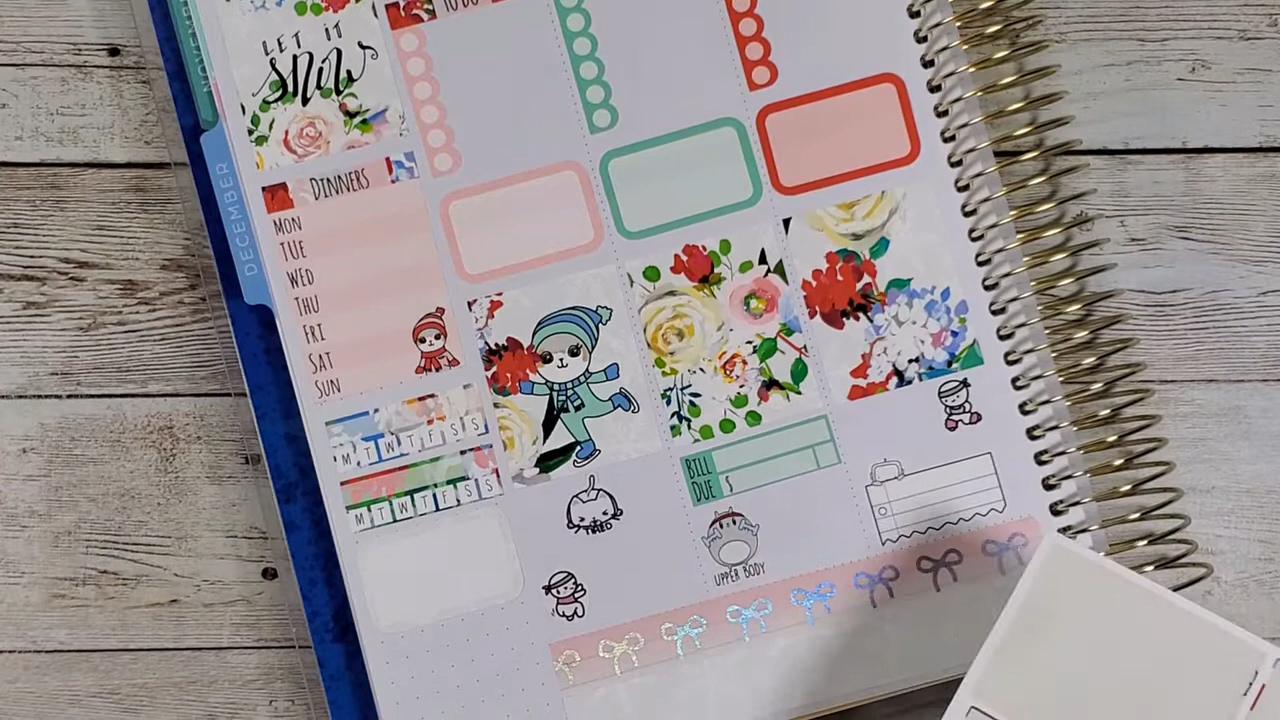 NOVEMBER
LET IT
snow
TO DO
DECEMBER
DINNERS
MON
TUE
WED
THU
FRI
SAT
SUN
M T W T F S S
M T W T F S S
BILL
DUE $
TIRED
UPPER BODY